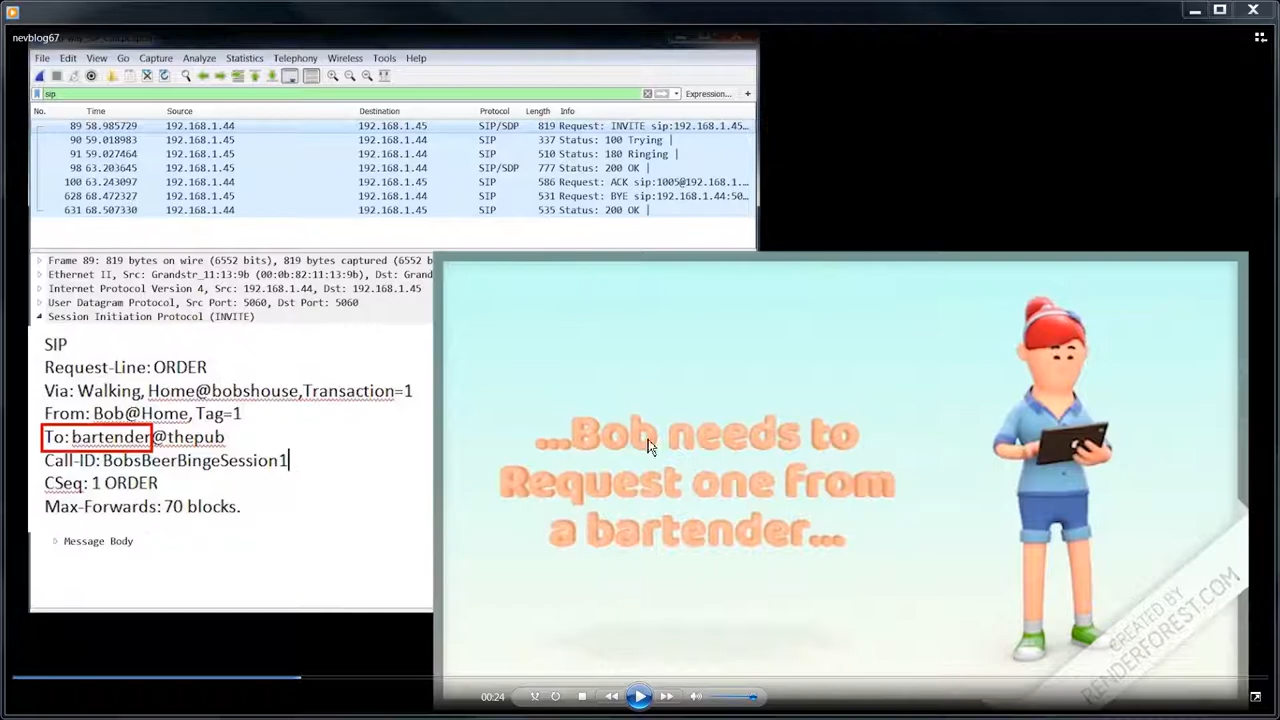 nevblog67
File Edit View Go Capture Analyze Statistics Telephony Wireless Tools Help
sip Expression... +
No. Time Source Destination Protocol Length Info
89 58.985729 192.168.1.44 192.168.1.45 SIP/SDP 819 Request: INVITE sip:192.168.1.45…
90 59.018983 192.168.1.45 192.168.1.44 SIP 337 Status: 100 Trying |
91 59.027464 192.168.1.45 192.168.1.44 SIP 510 Status: 180 Ringing |
98 63.203645 192.168.1.45 192.168.1.44 SIP/SDP 777 Status: 200 OK |
100 63.243097 192.168.1.44 192.168.1.45 SIP 586 Request: ACK sip:1005@192.168.1.…
628 68.472327 192.168.1.45 192.168.1.44 SIP 531 Request: BYE sip:192.168.1.44:50…
631 68.507330 192.168.1.44 192.168.1.45 SIP 535 Status: 200 OK |
Frame 89: 819 bytes on wire (6552 bits), 819 bytes captured (6552 b
Ethernet II, Src: Grandstr_11:13:9b (00:0b:82:11:13:9b), Dst: Grand
Internet Protocol Version 4, Src: 192.168.1.44, Dst: 192.168.1.45
User Datagram Protocol, Src Port: 5060, Dst Port: 5060
Session Initiation Protocol (INVITE)
SIP
Request-Line: ORDER
Via: Walking, Home@bobshouse,Transaction=1
From: Bob@Home, Tag=1
To: bartender@thepub
Call-ID: BobsBeerBingeSession1
CSeq: 1 ORDER
Max-Forwards: 70 blocks.
Message Body
...Bob needs to
Request one from
a bartender...
CREATED BY
RENDERFOREST.COM
00:24